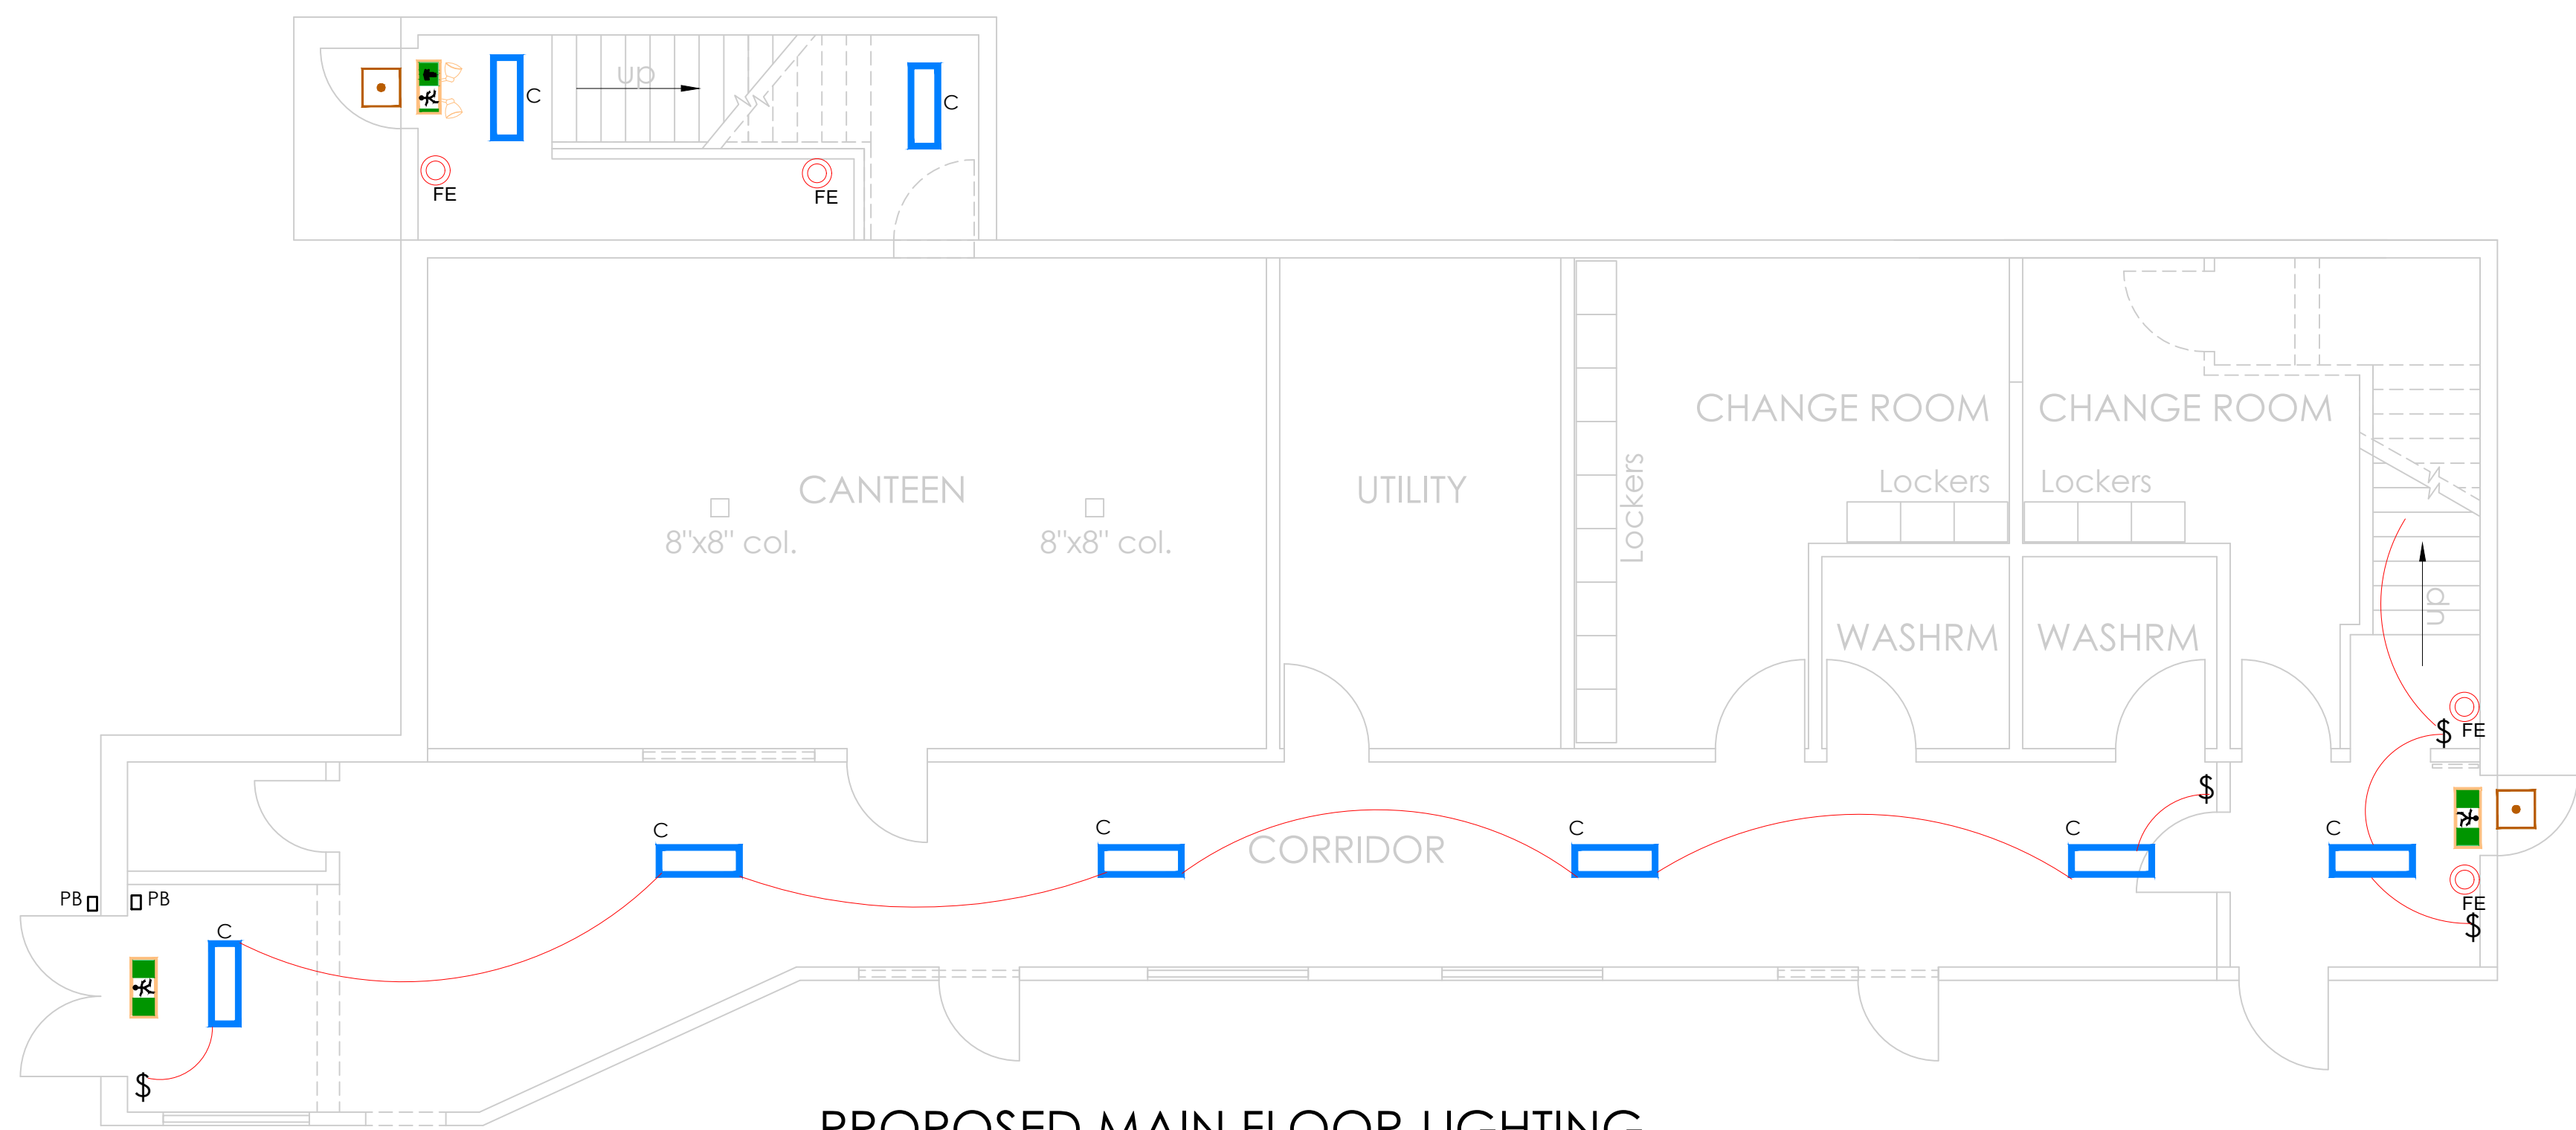 up
C
C
FE
FE
CHANGE ROOM
CHANGE ROOM
CANTEEN
UTILITY
Lockers
Lockers
Lockers
8"x8" col.
8"x8" col.
up
WASHRM
WASHRM
$
FE
$
C
C
C
C
C
CORRIDOR
PB
PB
FE
$
C
$
PROPOSED MAIN FLOOR LIGHTING